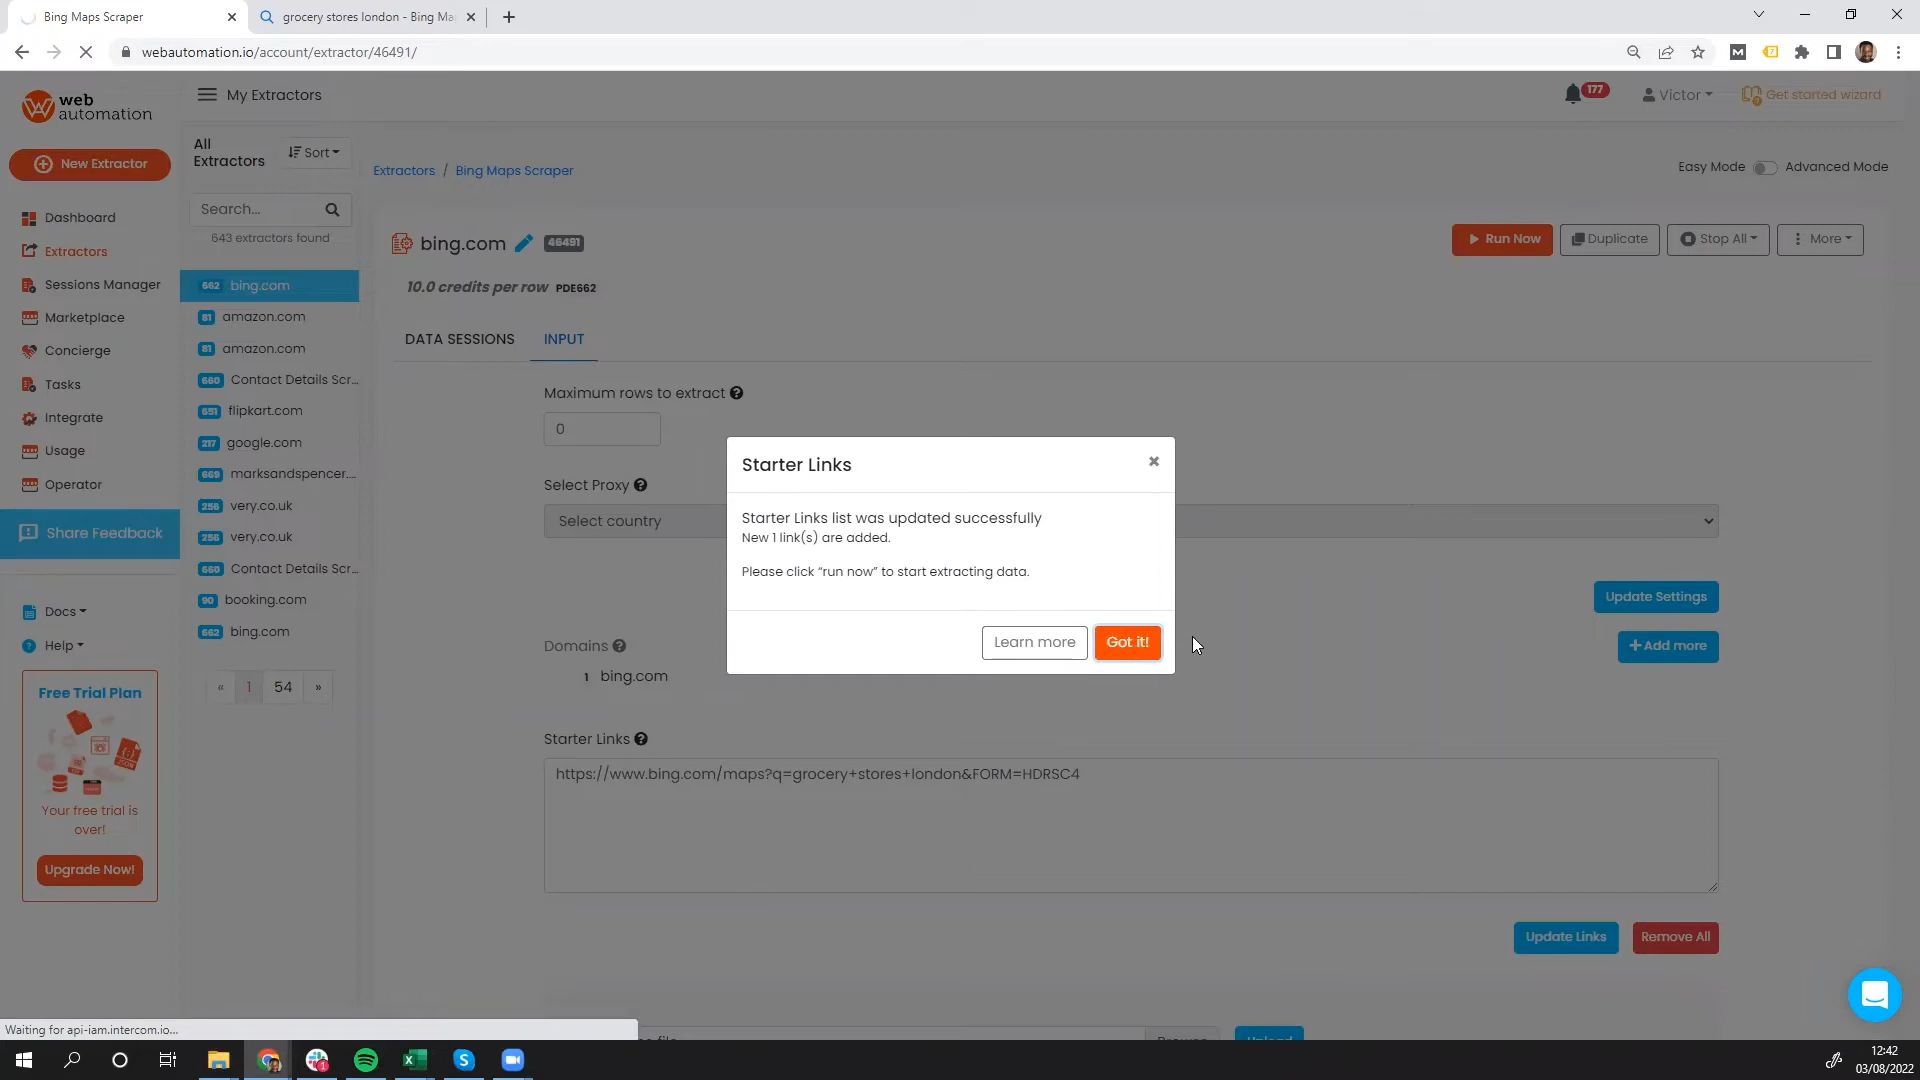 Bing Maps Scraper
grocery stores london - Bing Ma
webautomation.io/account/extractor/46491/
web
automation
My Extractors
177
Victor
Get started wizard
New Extractor
All
Extractors
Sort
Extractors / Bing Maps Scraper
Easy Mode
Advanced Mode
Search...
643 extractors found
Dashboard
Extractors
Sessions Manager
Marketplace
Concierge
Tasks
Integrate
Usage
Operator
Share Feedback
Docs
Help
Free Trial Plan
Your free trial is
over!
Upgrade Now!
662 bing.com
81 amazon.com
81 amazon.com
660 Contact Details Scr...
651 flipkart.com
217 google.com
669 marksandspencer....
256 very.co.uk
256 very.co.uk
660 Contact Details Scr...
90 booking.com
662 bing.com
« 1 54 »
bing.com 46491
Run Now
Duplicate
Stop All
More
10.0 credits per row PDE662
DATA SESSIONS
INPUT
Maximum rows to extract
0
Select Proxy
Select country
Update Settings
Domains
+ Add more
1 bing.com
Starter Links
https://www.bing.com/maps?q=grocery+stores+london&FORM=HDRSC4
Update Links
Remove All
Starter Links
×
Starter Links list was updated successfully
New 1 link(s) are added.
Please click “run now” to start extracting data.
Learn more
Got it!
Waiting for api-iam.intercom.io...
file
Browse
Upload
1
12:42
03/08/2022